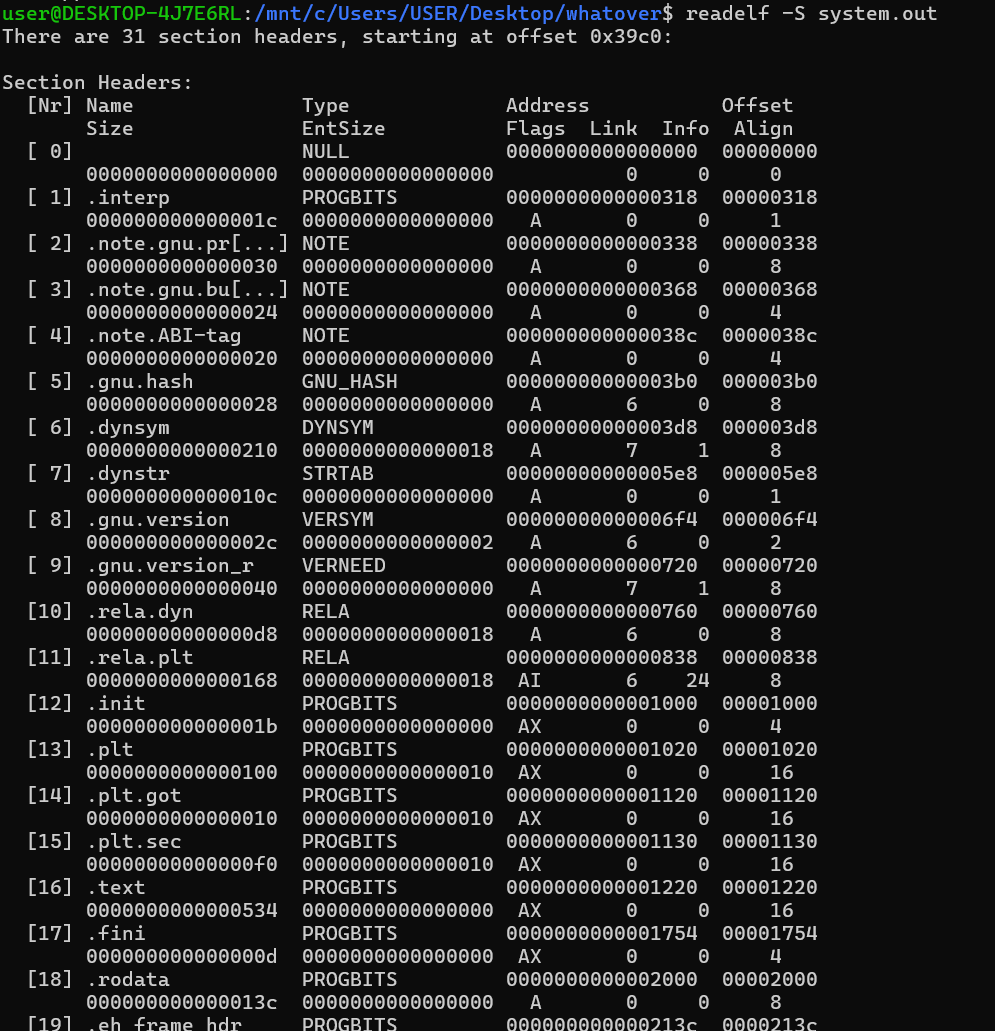 user@DESKTOP-4J7E6RL:/mnt/c/Users/USER/Desktop/whatover$ readelf -S system.out
There are 31 section headers, starting at offset 0x39c0:

Section Headers:
  [Nr] Name              Type             Address           Offset
       Size              EntSize          Flags  Link  Info  Align
  [ 0]                   NULL             0000000000000000  00000000
       0000000000000000  0000000000000000           0     0     0
  [ 1] .interp           PROGBITS         0000000000000318  00000318
       000000000000001c  0000000000000000   A       0     0     1
  [ 2] .note.gnu.pr[...] NOTE             0000000000000338  00000338
       0000000000000030  0000000000000000   A       0     0     8
  [ 3] .note.gnu.bu[...] NOTE             0000000000000368  00000368
       0000000000000024  0000000000000000   A       0     0     4
  [ 4] .note.ABI-tag     NOTE             000000000000038c  0000038c
       0000000000000020  0000000000000000   A       0     0     4
  [ 5] .gnu.hash         GNU_HASH         00000000000003b0  000003b0
       0000000000000028  0000000000000000   A       6     0     8
  [ 6] .dynsym           DYNSYM           00000000000003d8  000003d8
       0000000000000210  0000000000000018   A       7     1     8
  [ 7] .dynstr           STRTAB           00000000000005e8  000005e8
       000000000000010c  0000000000000000   A       0     0     1
  [ 8] .gnu.version      VERSYM           00000000000006f4  000006f4
       000000000000002c  0000000000000002   A       6     0     2
  [ 9] .gnu.version_r    VERNEED          0000000000000720  00000720
       0000000000000040  0000000000000000   A       7     1     8
  [10] .rela.dyn         RELA             0000000000000760  00000760
       00000000000000d8  0000000000000018   A       6     0     8
  [11] .rela.plt         RELA             0000000000000838  00000838
       0000000000000168  0000000000000018  AI       6    24     8
  [12] .init             PROGBITS         0000000000001000  00001000
       000000000000001b  0000000000000000  AX       0     0     4
  [13] .plt              PROGBITS         0000000000001020  00001020
       0000000000000100  0000000000000010  AX       0     0     16
  [14] .plt.got          PROGBITS         0000000000001120  00001120
       0000000000000010  0000000000000010  AX       0     0     16
  [15] .plt.sec          PROGBITS         0000000000001130  00001130
       00000000000000f0  0000000000000010  AX       0     0     16
  [16] .text             PROGBITS         0000000000001220  00001220
       0000000000000534  0000000000000000  AX       0     0     16
  [17] .fini             PROGBITS         0000000000001754  00001754
       000000000000000d  0000000000000000  AX       0     0     4
  [18] .rodata           PROGBITS         0000000000002000  00002000
       000000000000013c  0000000000000000   A       0     0     8
  [19] .eh_frame_hdr     PROGBITS         000000000000213c  0000213c